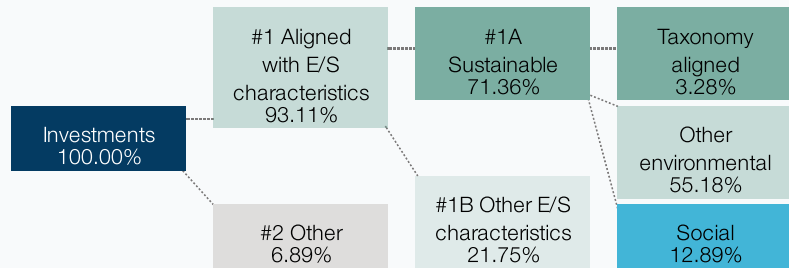 Investments
100.00%
#1 Aligned
with E/S
characteristics
93.11%
#2 Other
6.89%
#1A
Sustainable
71.36%
#1B Other E/S
characteristics
21.75%
Taxonomy
aligned
3.28%
Other
environmental
55.18%
Social
12.89%